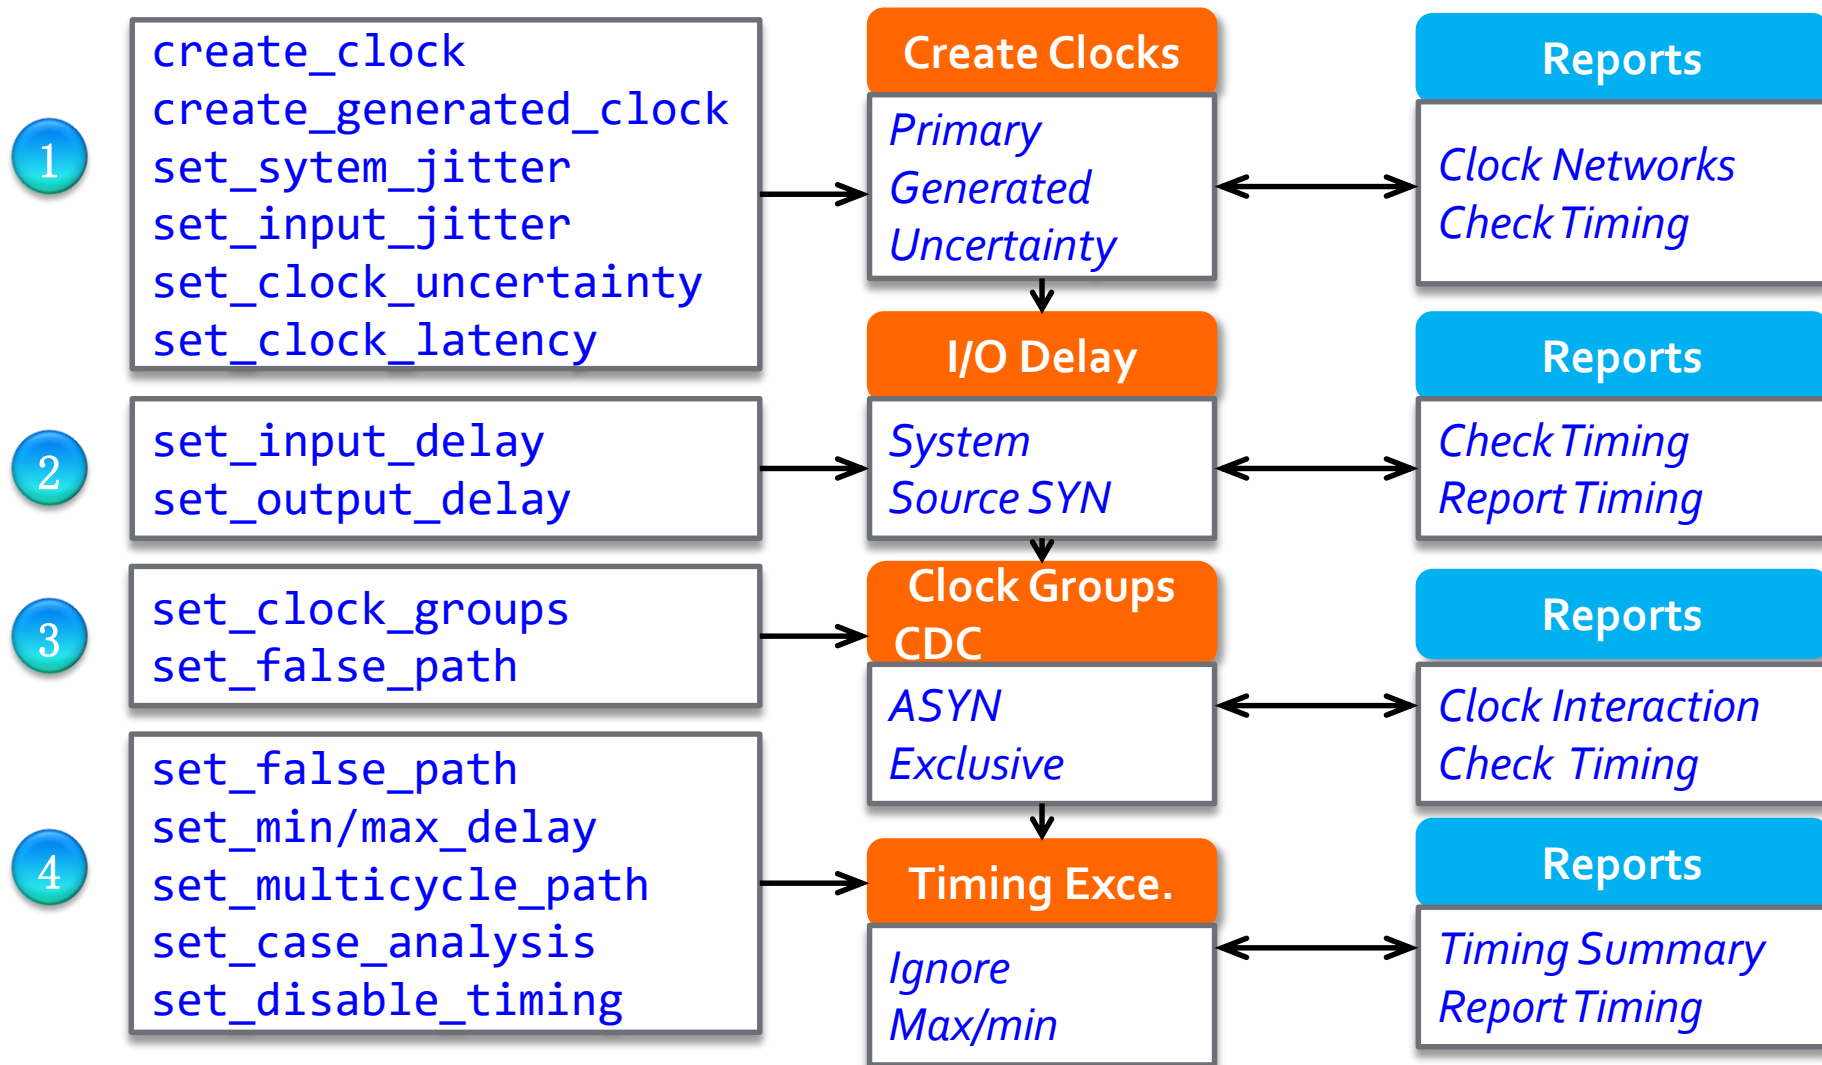 1
create_clock
create_generated_clock
set_sytem_jitter
set_input_jitter
set_clock_uncertainty
set_clock_latency
Create Clocks
Primary
Generated
Uncertainty
Reports
Clock Networks
Check Timing
2
set_input_delay
set_output_delay
I/O Delay
System
Source SYN
Reports
Check Timing
Report Timing
3
set_clock_groups
set_false_path
Clock Groups
CDC
ASYN
Exclusive
Reports
Clock Interaction
Check Timing
4
set_false_path
set_min/max_delay
set_multicycle_path
set_case_analysis
set_disable_timing
Timing Exce.
Ignore
Max/min
Reports
Timing Summary
Report Timing